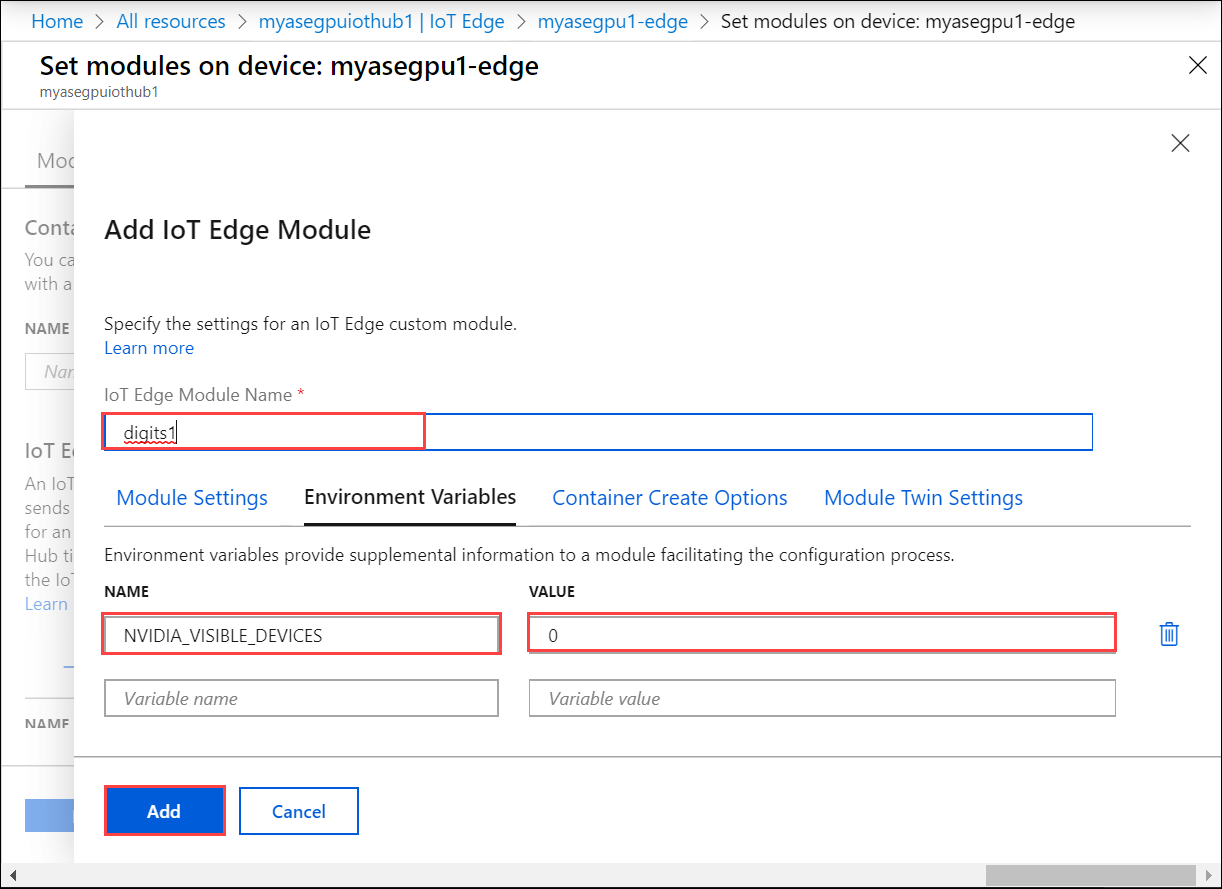 Home > All resources > myasegpuiothub1 | IoT Edge > myasegpu1-edge > Set modules on device: myasegpu1-edge
Set modules on device: myasegpu1-edge
myasegpuiothub1
Add IoT Edge Module
Specify the settings for an IoT Edge custom module.
Learn more
IoT Edge Module Name *
digits1
Module Settings Environment Variables Container Create Options Module Twin Settings
Environment variables provide supplemental information to a module facilitating the configuration process.
NAME VALUE
NVIDIA_VISIBLE_DEVICES 0
Variable name Variable value
Add Cancel
Mod
Conta
You ca
with a
NAME
Nar
IoT E
An IoT
sends
for an
Hub ti
the IoT
Learn
NAME